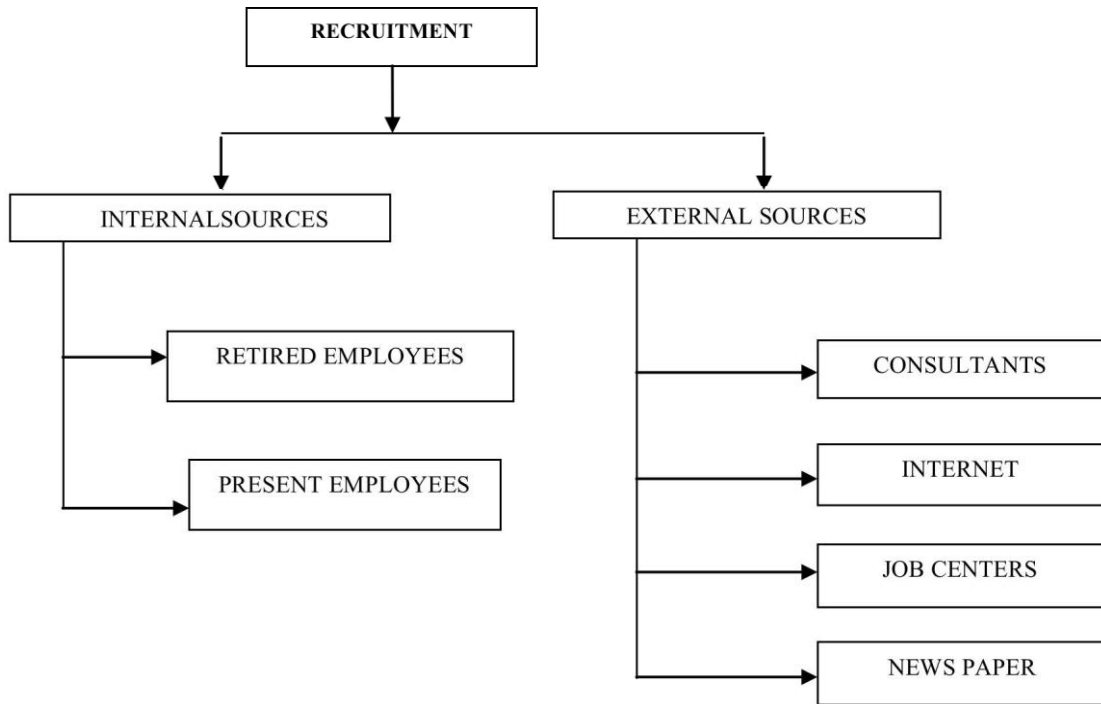 RECRUITMENT
INTERNALSOURCES
EXTERNAL SOURCES
RETIRED EMPLOYEES
PRESENT EMPLOYEES
CONSULTANTS
INTERNET
JOB CENTERS
NEWS PAPER